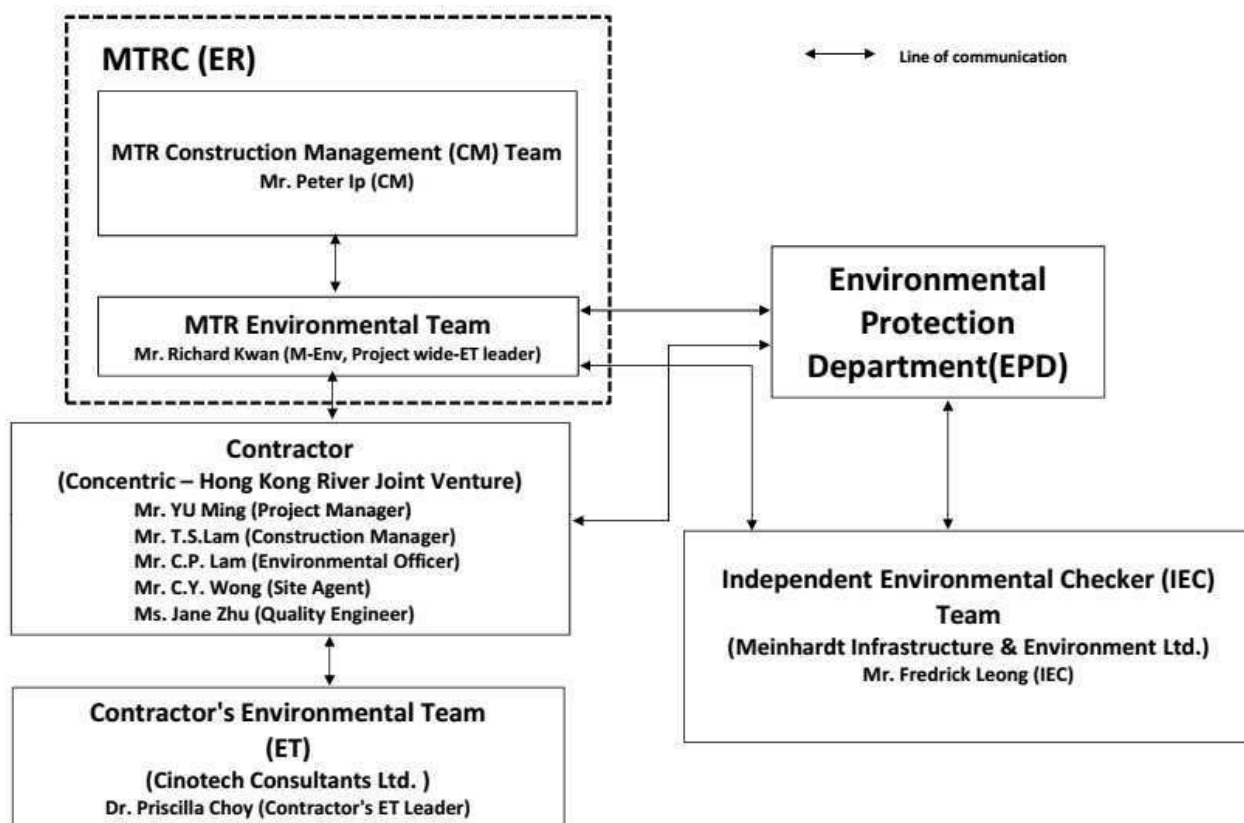 MTRC (ER)
Line of communication
MTR Construction Management (CM) Team
Mr. Peter Ip (CM)
MTR Environmental Team
Mr. Richard Kwan (M-Env, Project wide-ET leader)
Environmental
Protection
Department(EPD)
Contractor
(Concentric – Hong Kong River Joint Venture)
Mr. YU Ming (Project Manager)
Mr. T.S.Lam (Construction Manager)
Mr. C.P. Lam (Environmental Officer)
Mr. C.Y. Wong (Site Agent)
Ms. Jane Zhu (Quality Engineer)
Independent Environmental Checker (IEC)
Team
(Meinhardt Infrastructure & Environment Ltd.)
Mr. Fredrick Leong (IEC)
Contractor's Environmental Team
(ET)
(Cinotech Consultants Ltd. )
Dr. Priscilla Choy (Contractor's ET Leader)